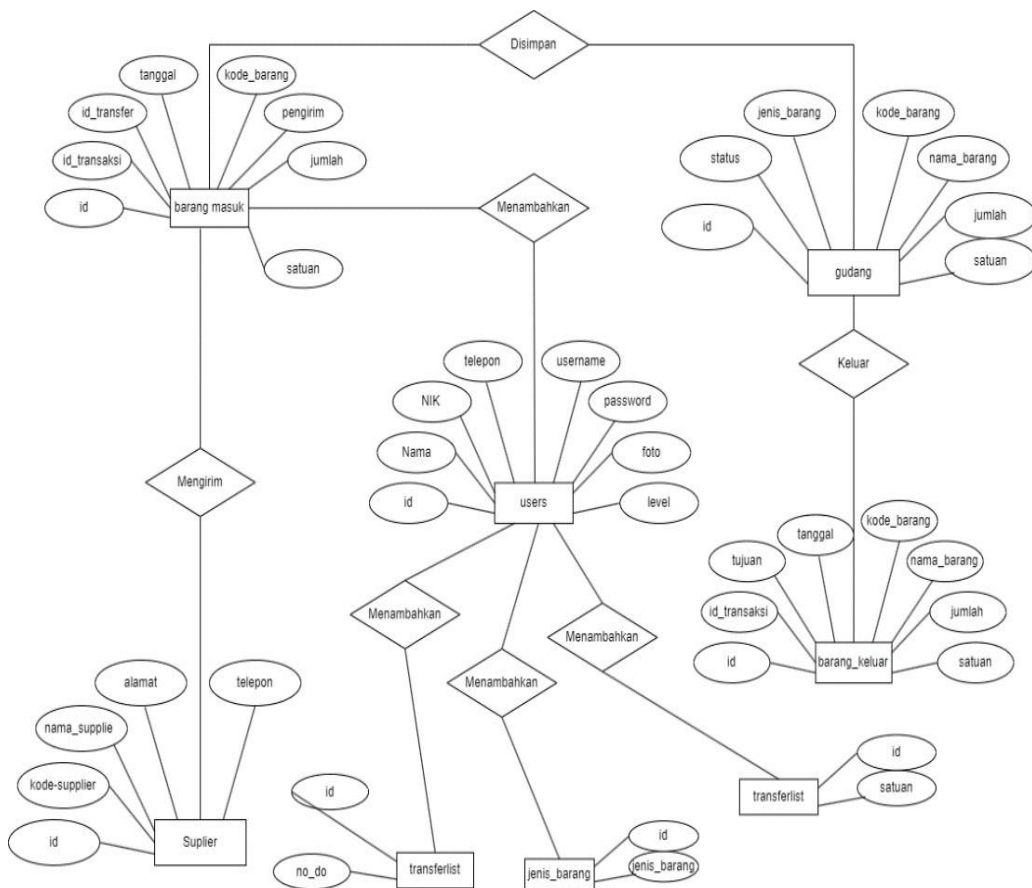 Disimpan
tanggal
kode_barang
id_transfer
pengirim
id_transaksi
jumlah
id
barang masuk
satuan
Menambahkan
jenis_barang
kode_barang
status
nama_barang
id
jumlah
gudang
satuan
Keluar
telepon
username
NIK
password
Nama
foto
id
users
level
Mengirim
tanggal
kode_barang
tujuan
nama_barang
id_transaksi
jumlah
id
barang_keluar
satuan
Menambahkan
Menambahkan
Menambahkan
alamat
telepon
nama_supplie
kode-supplier
id
Suplier
id
no_do
transferlist
id
jenis_barang
jenis_barang
id
transferlist
satuan